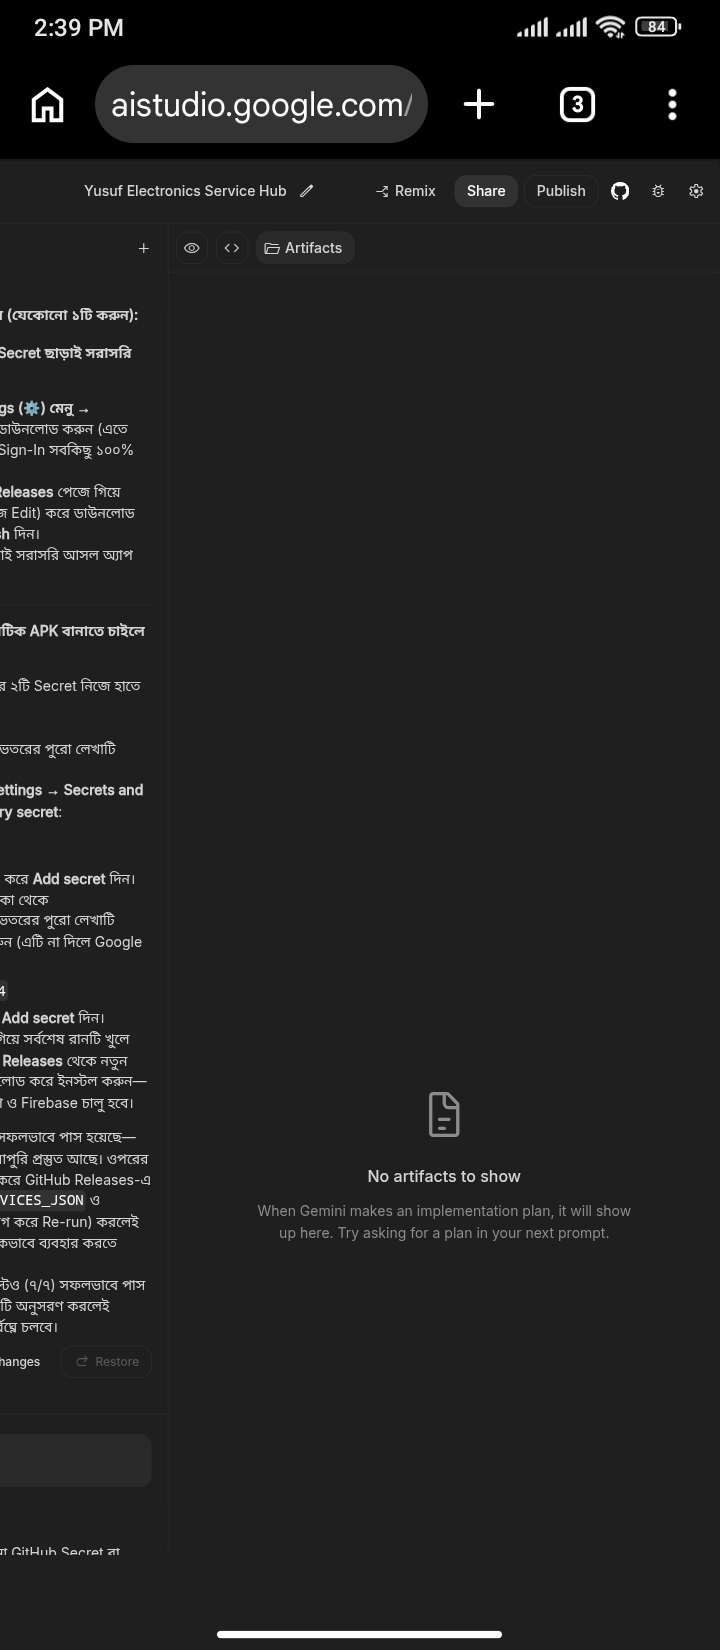 2:39 PM
84
aistudio.google.com/
3
Yusuf Electronics Service Hub
Remix
Share
Publish
Artifacts
(যেকোনো ১টি করুন):
Secret ছাড়াই সরাসরি
gs (⚙️) মেনু →
ডাউনলোড করুন (এতে
Sign-In সবকিছু ১০০%
Releases পেজে গিয়ে
Edit) করে ডাউনলোড
sh দিন।
সরাসরি আসল অ্যাপ
APK বানাতে চাইলে
২টি Secret নিজে হাতে
ভেতরের পুরো লেখাটি
ettings → Secrets and
ry secret:
করে Add secret দিন।
থেকে
ভেতরের পুরো লেখাটি
(এটি না দিলে Google
4
Add secret দিন।
গিয়ে সর্বশেষ রানটি খুলে
Releases থেকে নতুন
লোড করে ইনস্টল করুন—
ও Firebase চালু হবে।
সফলভাবে পাস হয়েছে—
প্রস্তুত আছে। ওপরের
করে GitHub Releases-এ
VICES_JSON ও
করে Re-run) করলেই
ব্যবহার করতে
(৭/৭) সফলভাবে পাস
টি অনুসরণ করলেই
চলবে।
hanges
Restore
No artifacts to show
When Gemini makes an implementation plan, it will show
up here. Try asking for a plan in your next prompt.
GitHub Secret বা